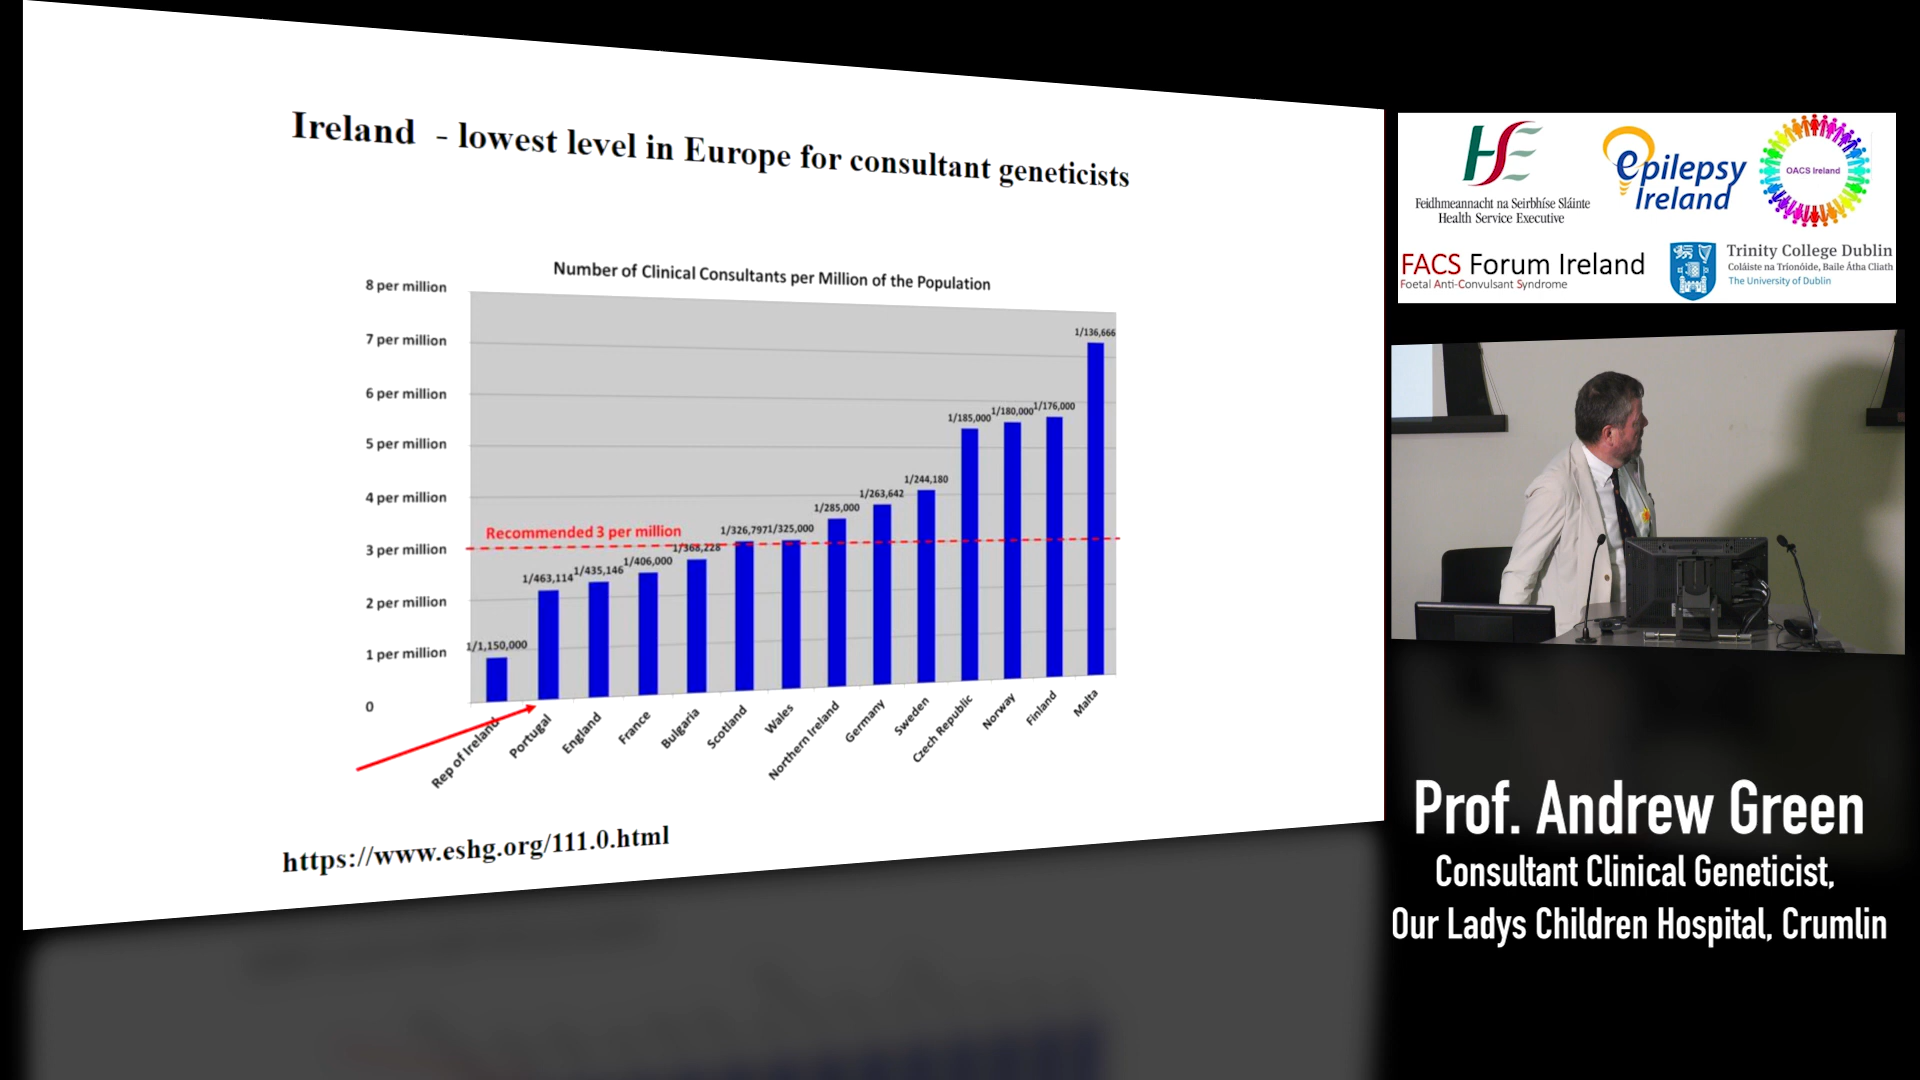 Ireland - lowest level in Europe for consultant geneticists
Number of Clinical Consultants per Million of the Population
8 per million
7 per million
6 per million
5 per million
4 per million
3 per million
2 per million
1 per million
0
Recommended 3 per million
1/1,150,000
1/463,114
1/435,146
1/406,000
1/368,228
1/326,797
1/325,000
1/285,000
1/263,642
1/244,180
1/185,000
1/180,000
1/176,000
1/136,666
Rep of Ireland
Portugal
England
France
Bulgaria
Scotland
Wales
Northern Ireland
Germany
Sweden
Czech Republic
Norway
Finland
Malta
https://www.eshg.org/111.0.html
HSE
Feidhmeannacht na Seirbhíse Sláinte
Health Service Executive
epilepsy
Ireland
OACS Ireland
FACS Forum Ireland
Foetal Anti-Convulsant Syndrome
Trinity College Dublin
Coláiste na Tríonóide, Baile Átha Cliath
The University of Dublin
Prof. Andrew Green
Consultant Clinical Geneticist,
Our Ladys Children Hospital, Crumlin